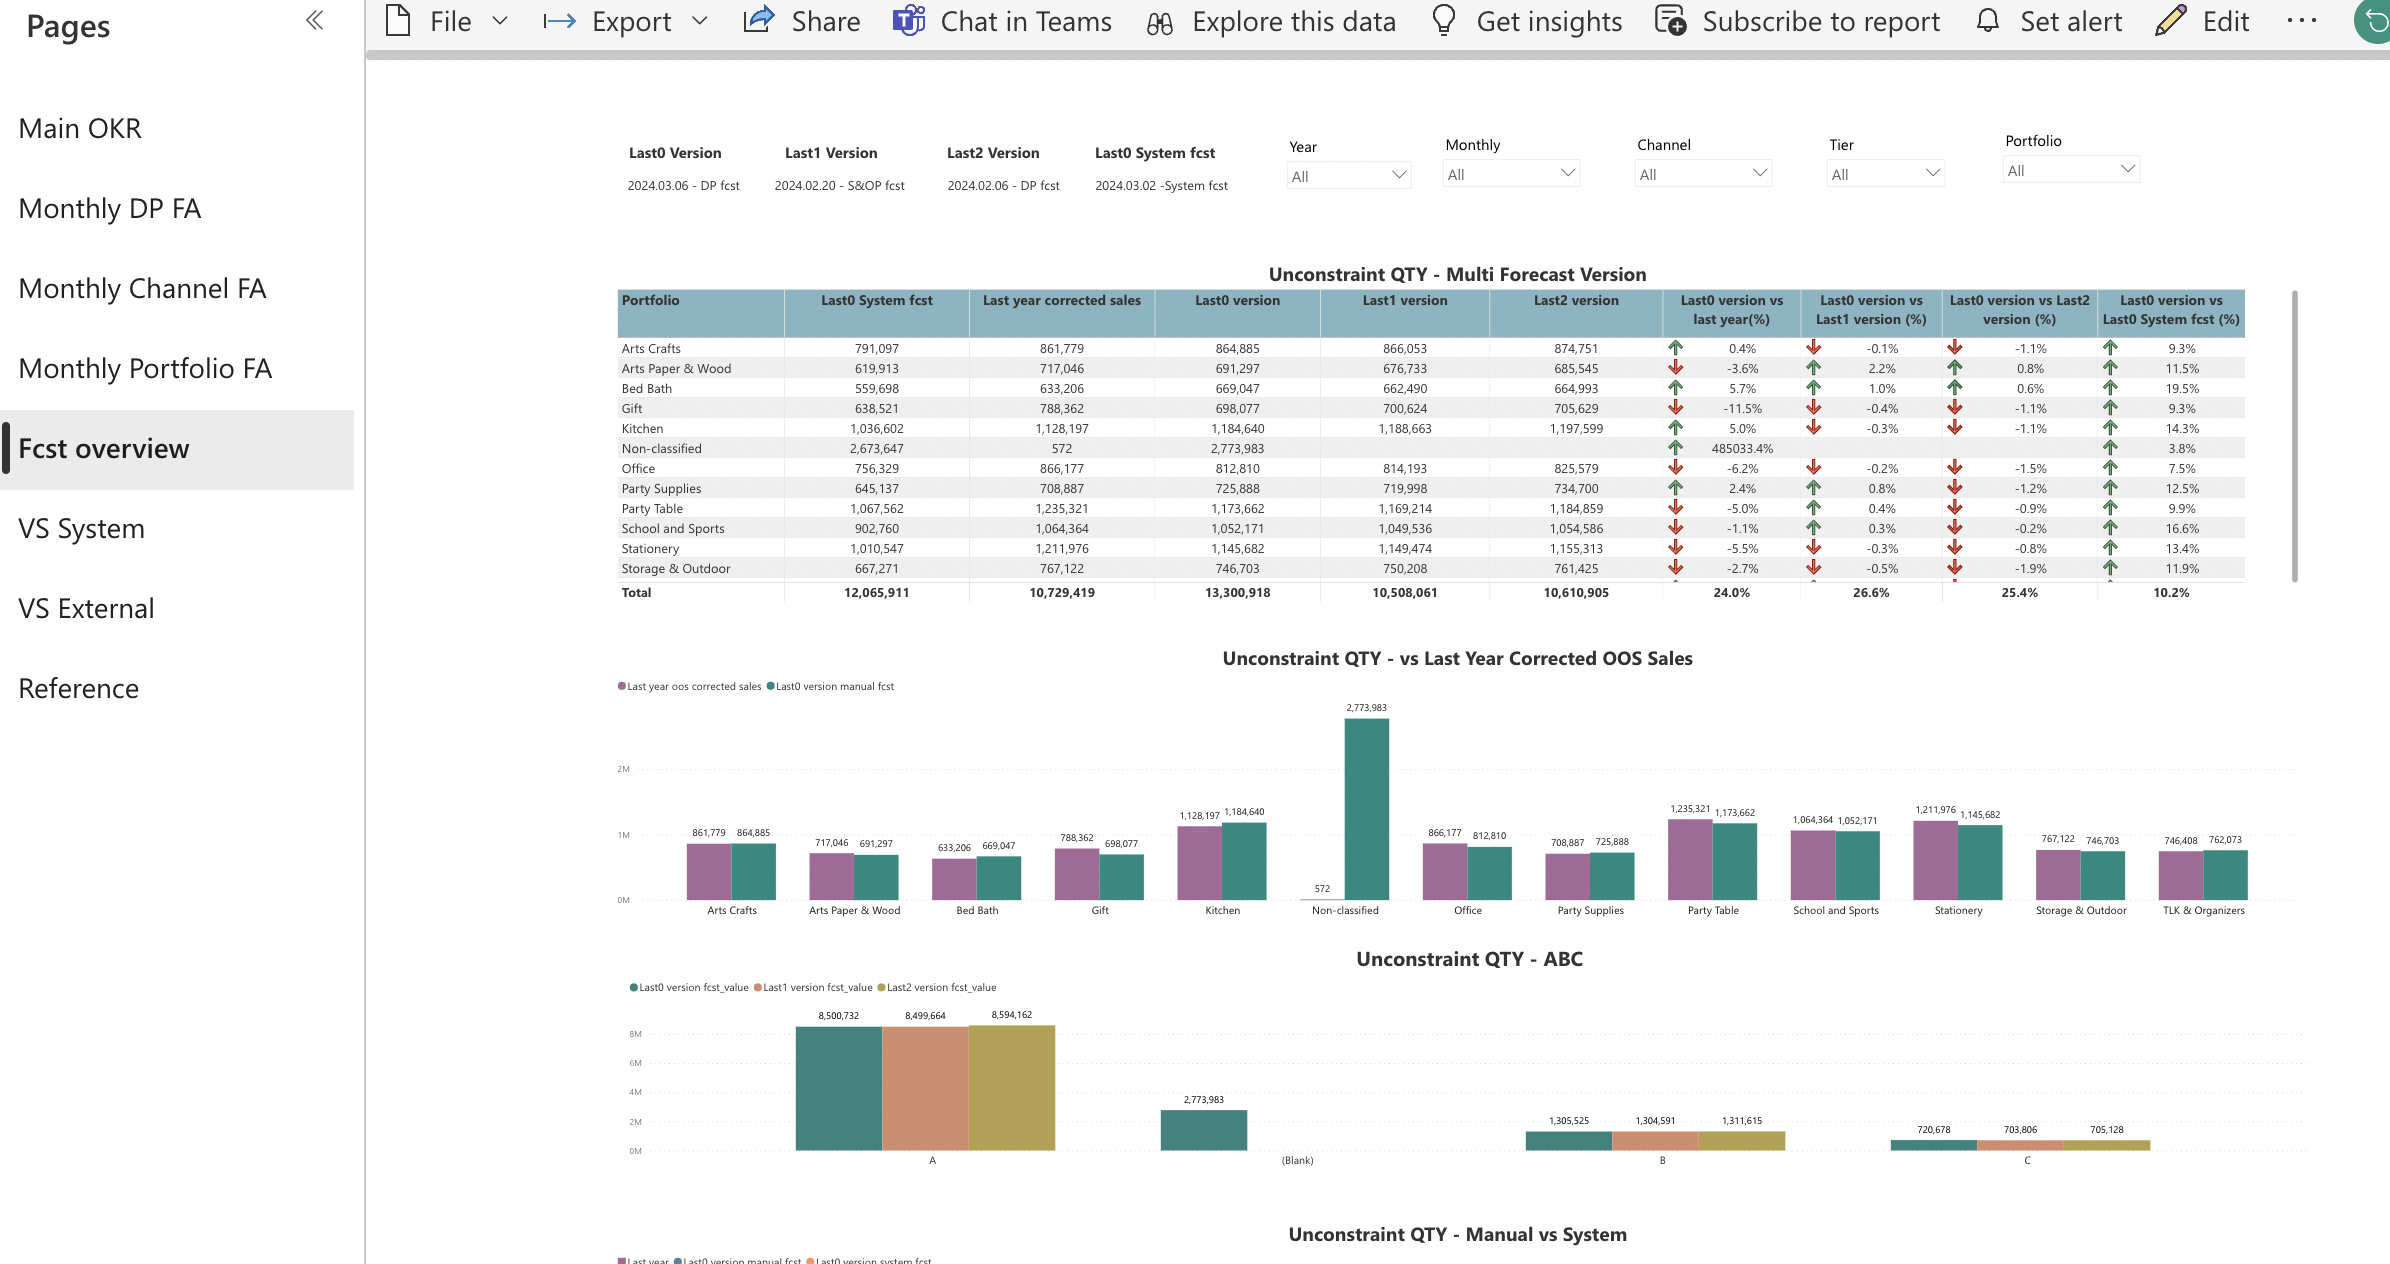 Pages
File
Export
Share
Chat in Teams
Explore this data
Get insights
Subscribe to report
Set alert
Edit
Main OKR
Monthly DP FA
Monthly Channel FA
Monthly Portfolio FA
Fcst overview
VS System
VS External
Reference
Last0 Version Last1 Version Last2 Version Last0 System fcst
2024.03.06 - DP fcst 2024.02.20 - S&OP fcst 2024.02.06 - DP fcst 2024.03.02 -System fcst
Year Monthly Channel Tier Portfolio
All All All All All
Unconstraint QTY - Multi Forecast Version
Portfolio Last0 System fcst Last year corrected sales Last0 version Last1 version Last2 version Last0 version vs last year(%) Last0 version vs Last1 version (%) Last0 version vs Last2 version (%) Last0 version vs Last0 System fcst (%)
Arts Crafts 791,097 861,779 864,885 866,053 874,751 0.4% -0.1% -1.1% 9.3%
Arts Paper & Wood 619,913 717,046 691,297 676,733 685,545 -3.6% 2.2% 0.8% 11.5%
Bed Bath 559,698 633,206 669,047 662,490 664,993 5.7% 1.0% 0.6% 19.5%
Gift 638,521 788,362 698,077 700,624 705,629 -11.5% -0.4% -1.1% 9.3%
Kitchen 1,036,602 1,128,197 1,184,640 1,188,663 1,197,599 5.0% -0.3% -1.1% 14.3%
Non-classified 2,673,647 572 2,773,983 485033.4% 3.8%
Office 756,329 866,177 812,810 814,193 825,579 -6.2% -0.2% -1.5% 7.5%
Party Supplies 645,137 708,887 725,888 719,998 734,700 2.4% 0.8% -1.2% 12.5%
Party Table 1,067,562 1,235,321 1,173,662 1,169,214 1,184,859 -5.0% 0.4% -0.9% 9.9%
School and Sports 902,760 1,064,364 1,052,171 1,049,536 1,054,586 -1.1% 0.3% -0.2% 16.6%
Stationery 1,010,547 1,211,976 1,145,682 1,149,474 1,155,313 -5.5% -0.3% -0.8% 13.4%
Storage & Outdoor 667,271 767,122 746,703 750,208 761,425 -2.7% -0.5% -1.9% 11.9%
Total 12,065,911 10,729,419 13,300,918 10,508,061 10,610,905 24.0% 26.6% 25.4% 10.2%
Unconstraint QTY - vs Last Year Corrected OOS Sales
Last year oos corrected sales Last0 version manual fcst
2M
1M
0M
861,779 864,885 717,046 691,297 633,206 669,047 788,362 698,077 1,128,197 1,184,640 572 2,773,983 866,177 812,810 708,887 725,888 1,235,321 1,173,662 1,064,364 1,052,171 1,211,976 1,145,682 767,122 746,703 746,408 762,073
Arts Crafts Arts Paper & Wood Bed Bath Gift Kitchen Non-classified Office Party Supplies Party Table School and Sports Stationery Storage & Outdoor TLK & Organizers
Unconstraint QTY - ABC
Last0 version fcst_value Last1 version fcst_value Last2 version fcst_value
8M
6M
4M
2M
0M
8,500,732 8,499,664 8,594,162 2,773,983 1,305,525 1,304,591 1,311,615 720,678 703,806 705,128
A (Blank) B C
Unconstraint QTY - Manual vs System
Last year Last0 version manual fcst Last0 version system fcst